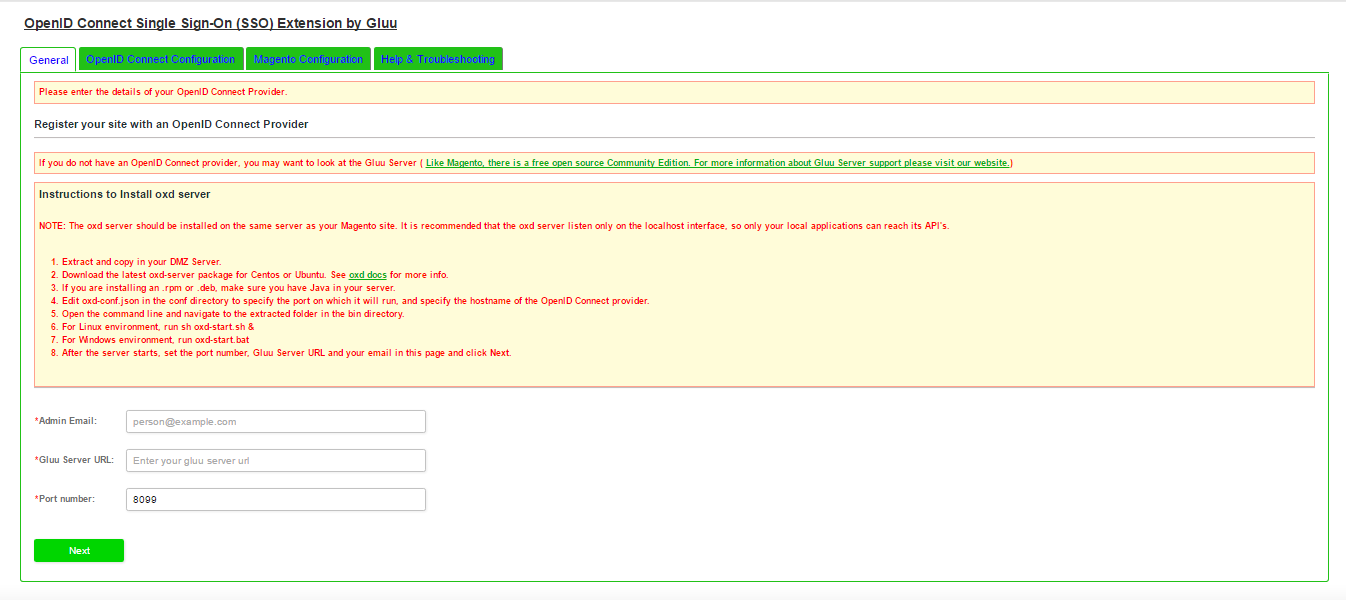 OpenID Connect Single Sign-On (SSO) Extension by Gluu
General OpenID Connect Configuration Magento Configuration Help & Troubleshooting
Please enter the details of your OpenID Connect Provider.
Register your site with an OpenID Connect Provider
If you do not have an OpenID Connect provider, you may want to look at the Gluu Server ( Like Magento, there is a free open source Community Edition. For more information about Gluu Server support please visit our website.)
Instructions to Install oxd server
NOTE: The oxd server should be installed on the same server as your Magento site. It is recommended that the oxd server listen only on the localhost interface, so only your local applications can reach its API's.
1. Extract and copy in your DMZ Server.
2. Download the latest oxd-server package for Centos or Ubuntu. See oxd docs for more info.
3. If you are installing an .rpm or .deb, make sure you have Java in your server.
4. Edit oxd-conf.json in the conf directory to specify the port on which it will run, and specify the hostname of the OpenID Connect provider.
5. Open the command line and navigate to the extracted folder in the bin directory.
6. For Linux environment, run sh oxd-start.sh &
7. For Windows environment, run oxd-start.bat
8. After the server starts, set the port number, Gluu Server URL and your email in this page and click Next.
*Admin Email: person@example.com
*Gluu Server URL: Enter your gluu server url
*Port number: 8099
Next